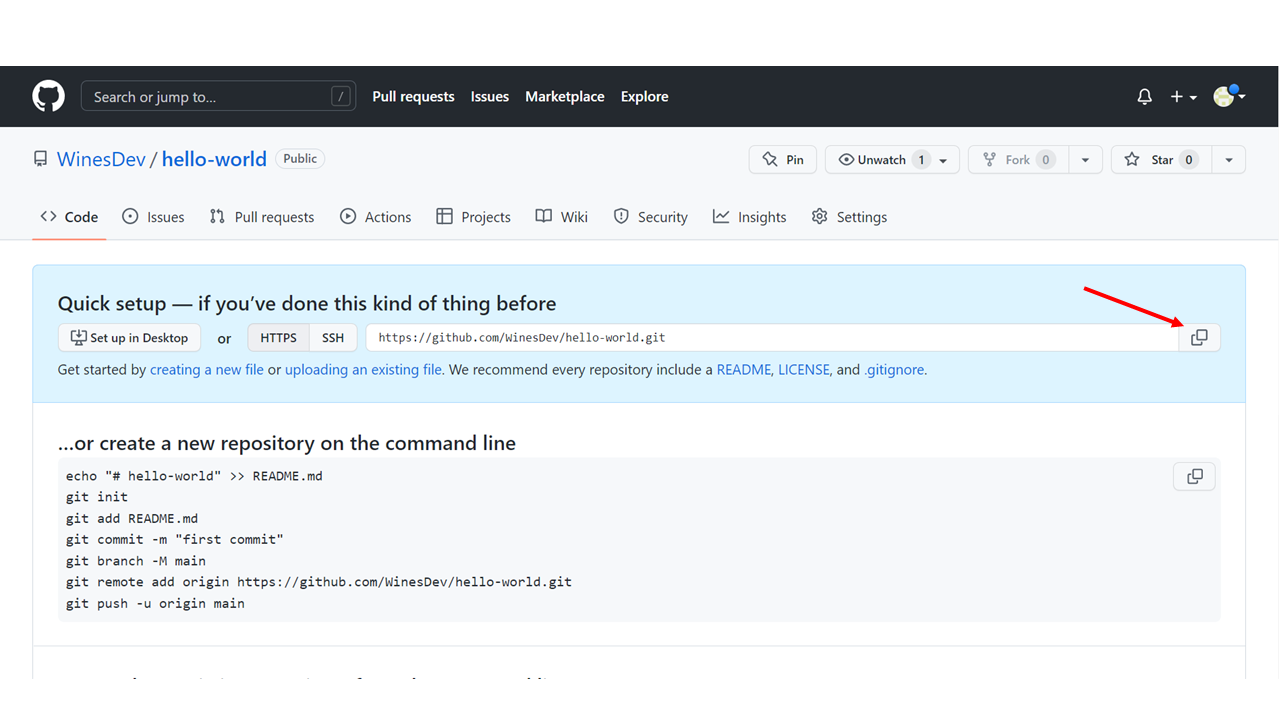 Search or jump to... / Pull requests Issues Marketplace Explore
WinesDev / hello-world Public Pin Unwatch 1 Fork 0 Star 0
Code Issues Pull requests Actions Projects Wiki Security Insights Settings
Quick setup — if you’ve done this kind of thing before
Set up in Desktop or HTTPS SSH https://github.com/WinesDev/hello-world.git
Get started by creating a new file or uploading an existing file. We recommend every repository include a README, LICENSE, and .gitignore.
…or create a new repository on the command line
echo "# hello-world" >> README.md
git init
git add README.md
git commit -m "first commit"
git branch -M main
git remote add origin https://github.com/WinesDev/hello-world.git
git push -u origin main